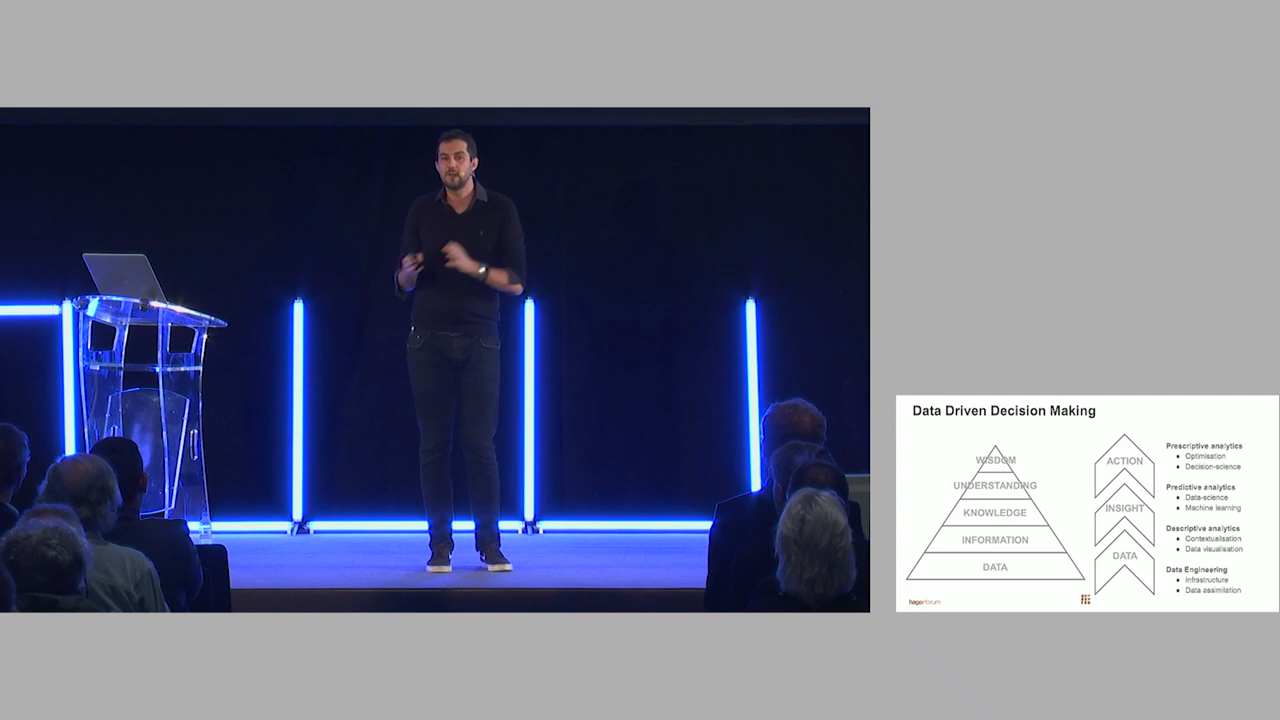 Data Driven Decision Making
WISDOM
UNDERSTANDING
KNOWLEDGE
INFORMATION
DATA
ACTION
INSIGHT
DATA
Prescriptive analytics
• Optimisation
• Decision-science
Predictive analytics
• Data-science
• Machine learning
Descriptive analytics
• Contextualisation
• Data visualisation
Data Engineering
• Infrastructure
• Data assimilation
hagerforum